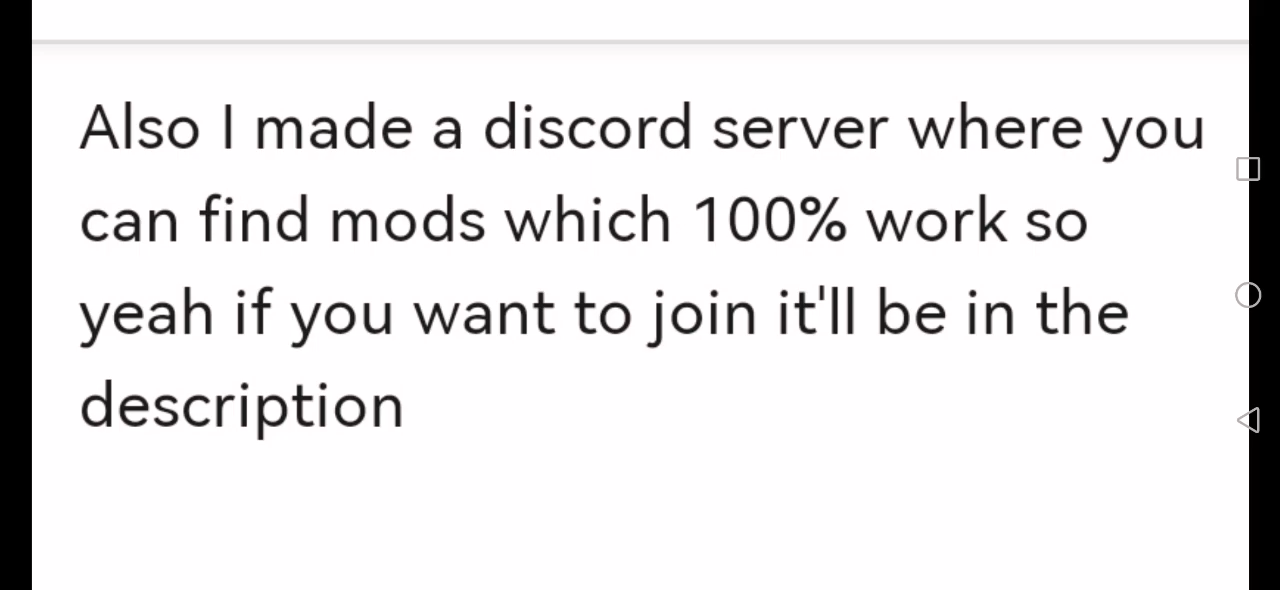 Also I made a discord server where you
can find mods which 100% work so
yeah if you want to join it'll be in the
description